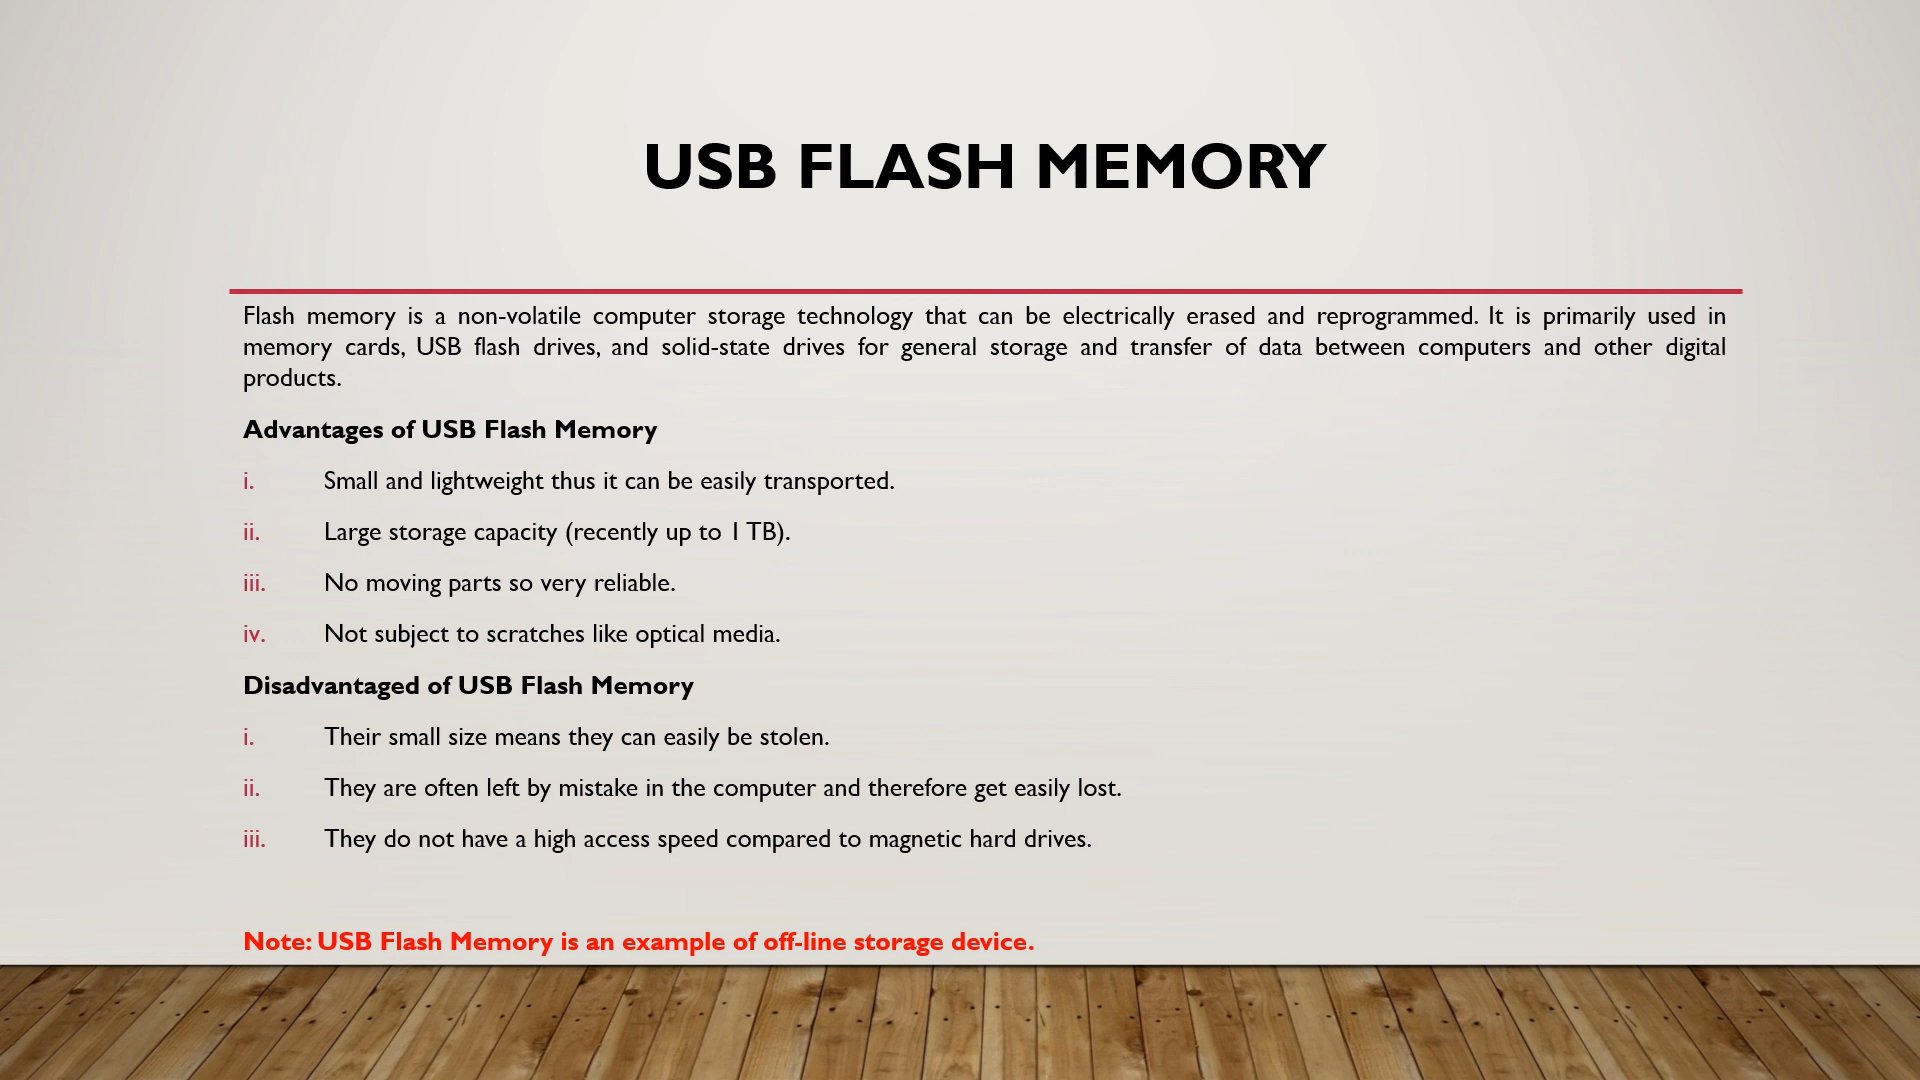 USB FLASH MEMORY
Flash memory is a non-volatile computer storage technology that can be electrically erased and reprogrammed. It is primarily used in
memory cards, USB flash drives, and solid-state drives for general storage and transfer of data between computers and other digital
products.
Advantages of USB Flash Memory
i. Small and lightweight thus it can be easily transported.
ii. Large storage capacity (recently up to 1 TB).
iii. No moving parts so very reliable.
iv. Not subject to scratches like optical media.
Disadvantaged of USB Flash Memory
i. Their small size means they can easily be stolen.
ii. They are often left by mistake in the computer and therefore get easily lost.
iii. They do not have a high access speed compared to magnetic hard drives.
Note: USB Flash Memory is an example of off-line storage device.